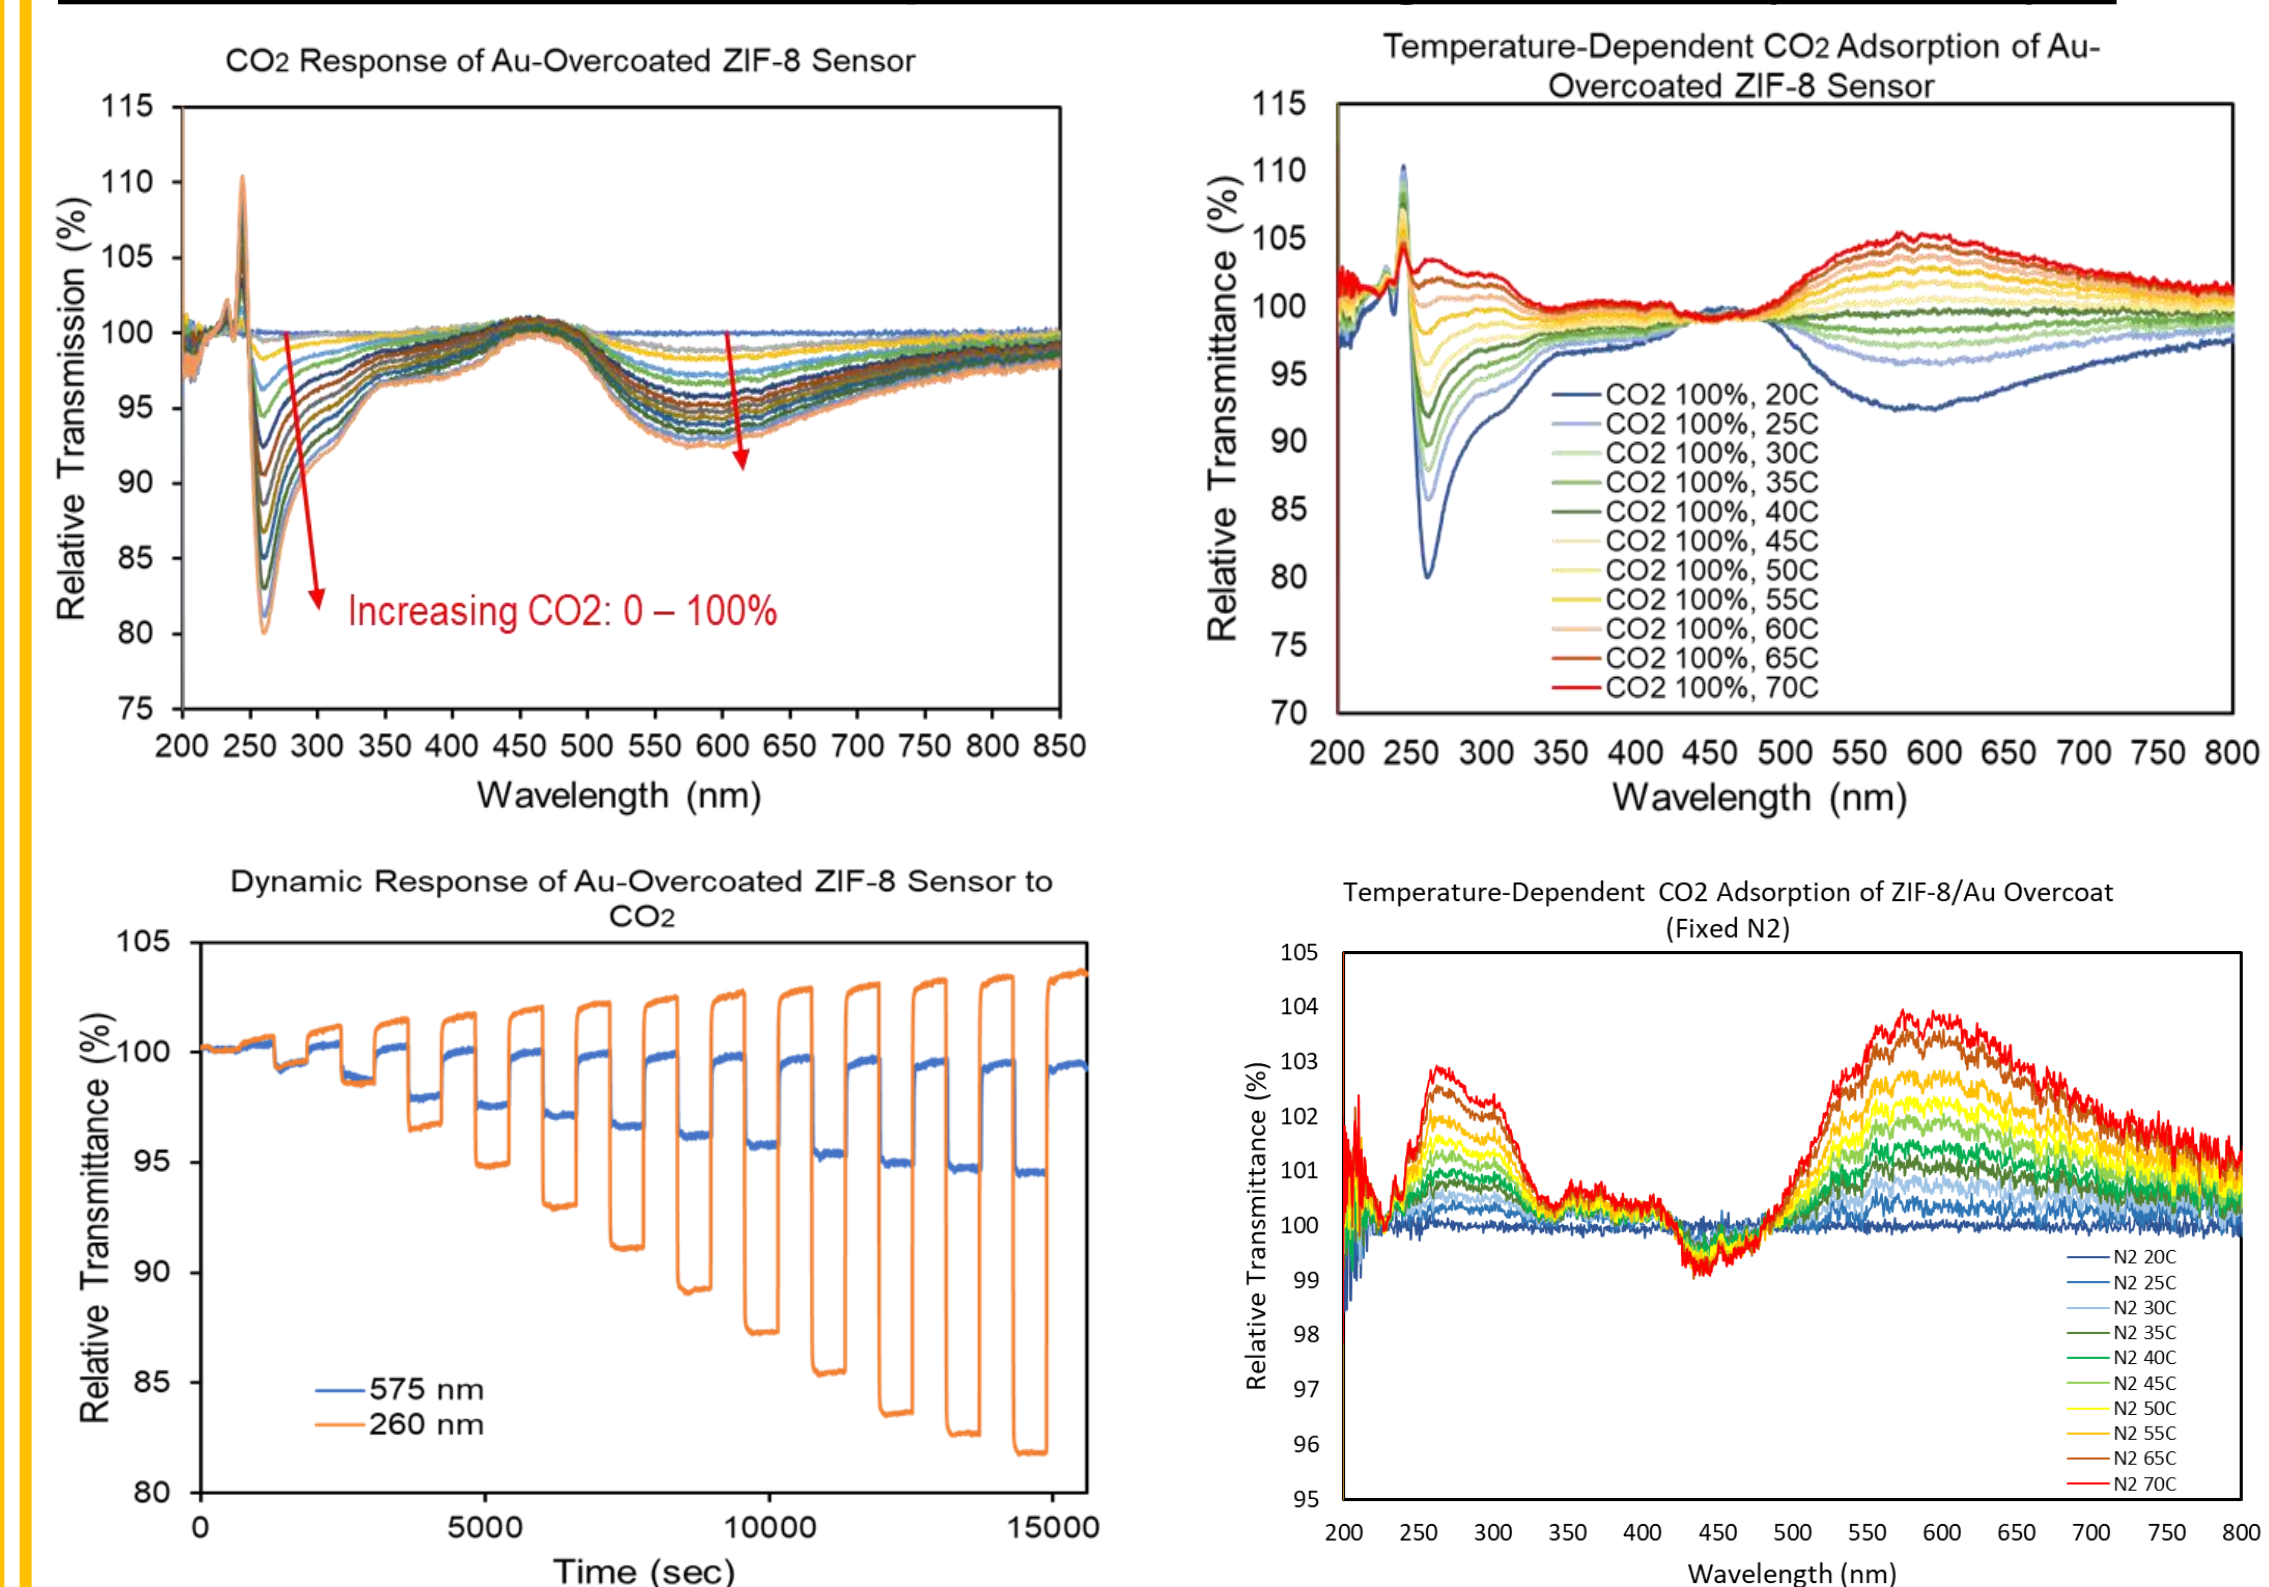 CO2 Response of Au-Overcoated ZIF-8 Sensor
115
110
105
100
95
90
85
80
75
Relative Transmission (%)
Increasing CO2: 0 – 100%
200 250 300 350 400 450 500 550 600 650 700 750 800 850
Wavelength (nm)
Temperature-Dependent CO2 Adsorption of Au-
Overcoated ZIF-8 Sensor
115
110
105
100
95
90
85
80
75
70
Relative Transmittance (%)
CO2 100%, 20C
CO2 100%, 25C
CO2 100%, 30C
CO2 100%, 35C
CO2 100%, 40C
CO2 100%, 45C
CO2 100%, 50C
CO2 100%, 55C
CO2 100%, 60C
CO2 100%, 65C
CO2 100%, 70C
200 250 300 350 400 450 500 550 600 650 700 750 800
Wavelength (nm)
Dynamic Response of Au-Overcoated ZIF-8 Sensor to
CO2
105
100
95
90
85
80
Relative Transmittance (%)
575 nm
260 nm
0 5000 10000 15000
Time (sec)
Temperature-Dependent CO2 Adsorption of ZIF-8/Au Overcoat
(Fixed N2)
105
104
103
102
101
100
99
98
97
96
95
Relative Transmittance (%)
N2 20C
N2 25C
N2 30C
N2 35C
N2 40C
N2 45C
N2 50C
N2 55C
N2 65C
N2 70C
200 250 300 350 400 450 500 550 600 650 700 750 800
Wavelength (nm)